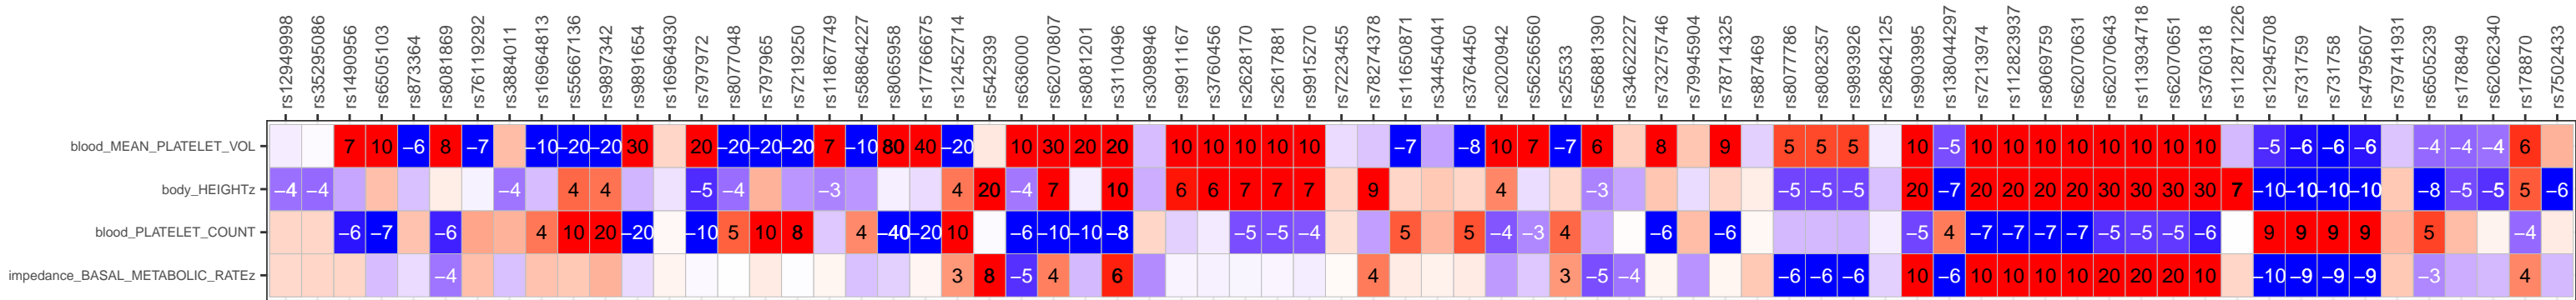 rs12949998
rs35295086
rs1490956
rs6505103
rs873364
rs8081869
rs76119292
rs3884011
rs16964813
rs55667136
rs9897342
rs9891654
rs16964930
rs7979772
rs8077048
rs7979965
rs7219250
rs11867749
rs58864227
rs8065958
rs17766675
rs12452714
rs5429939
rs636000
rs62070807
rs8081201
rs3110496
rs3098946
rs9911167
rs3760456
rs2628170
rs2617881
rs9915270
rs7223455
rs78274378
rs11650871
rs34454041
rs3764450
rs2020942
rs56256560
rs25533
rs56881390
rs34622227
rs73275746
rs79945904
rs78714325
rs887469
rs8077786
rs8082357
rs9893926
rs28642125
rs9903995
rs138044297
rs7213974
rs112823937
rs8069759
rs62070631
rs62070643
rs113934718
rs62070651
rs3760318
rs112871226
rs12945708
rs731759
rs731758
rs4795607
rs79741931
rs6505239
rs178849
rs62062340
rs178870
rs7502433
blood_MEAN_PLATELET_VOL 7 10 −6 8 −7 −10 −20 −20 30 20 −20 −20 −20 7 −10 80 40 −20 10 30 20 20 10 10 10 10 10 −7 −8 10 7 −7 6 8 9 5 5 5 10 −5 10 10 10 10 10 10 10 10 −5 −6 −6 −6 −4 −4 −4 6
body_HEIGHTz −4 −4 −4 4 4 −5 −4 −3 4 20 −4 7 10 6 6 7 7 7 9 4 −3 −5 −5 −5 20 −7 20 20 20 20 30 30 30 30 7 −10 −10 −10 −10 −8 −5 −5 5 −6
blood_PLATELET_COUNT −6 −7 −6 4 10 20 −20 −10 5 10 8 4 −40 −20 10 −6 −10 −10 −8 −5 −5 −4 5 5 −4 −3 4 −6 −6 −5 4 −7 −7 −7 −7 −5 −5 −5 −6 9 9 9 9 5 −4
impedance_BASAL_METABOLIC_RATEz −4 3 8 −5 4 6 4 3 −5 −4 −6 −6 −6 10 −6 10 10 10 10 20 20 20 10 −10 −9 −9 −9 −3 4